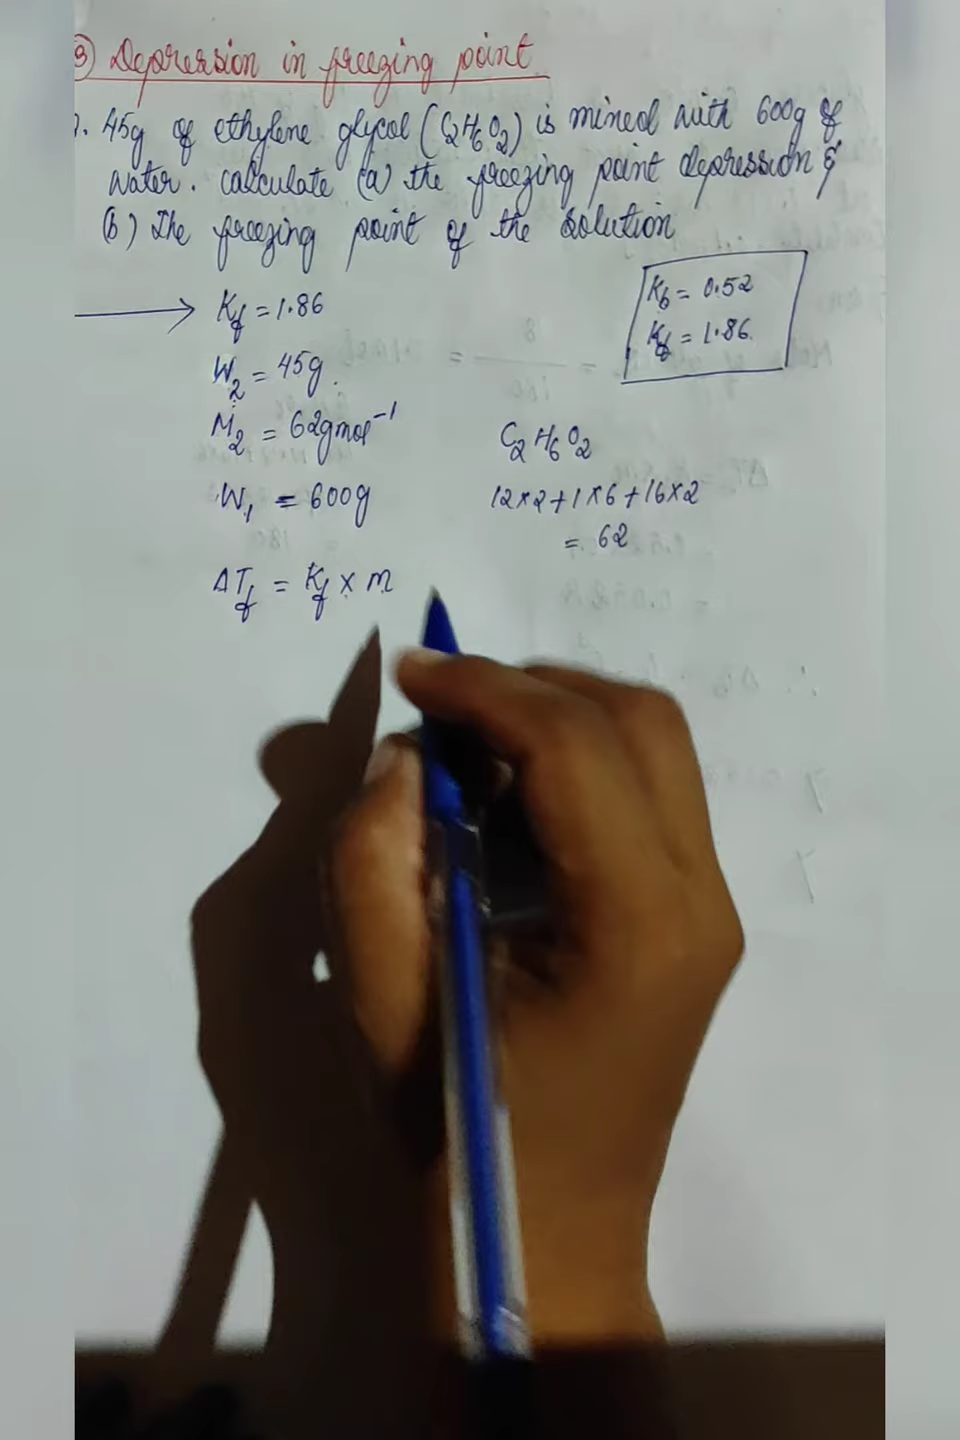 3) Depression in freezing point
45g of ethylene glycol (C2H6O2) is mixed with 600g of
water. calculate (a) the freezing point depression &
(b) The freezing point of the solution
Kb = 0.52
Kf = 1.86
Kf = 1.86
W2 = 45g.
M2 = 62gmol⁻¹
C2H6O2
W1 = 600g
12×2+1×6+16×2
= 62
ΔTf = Kf × m